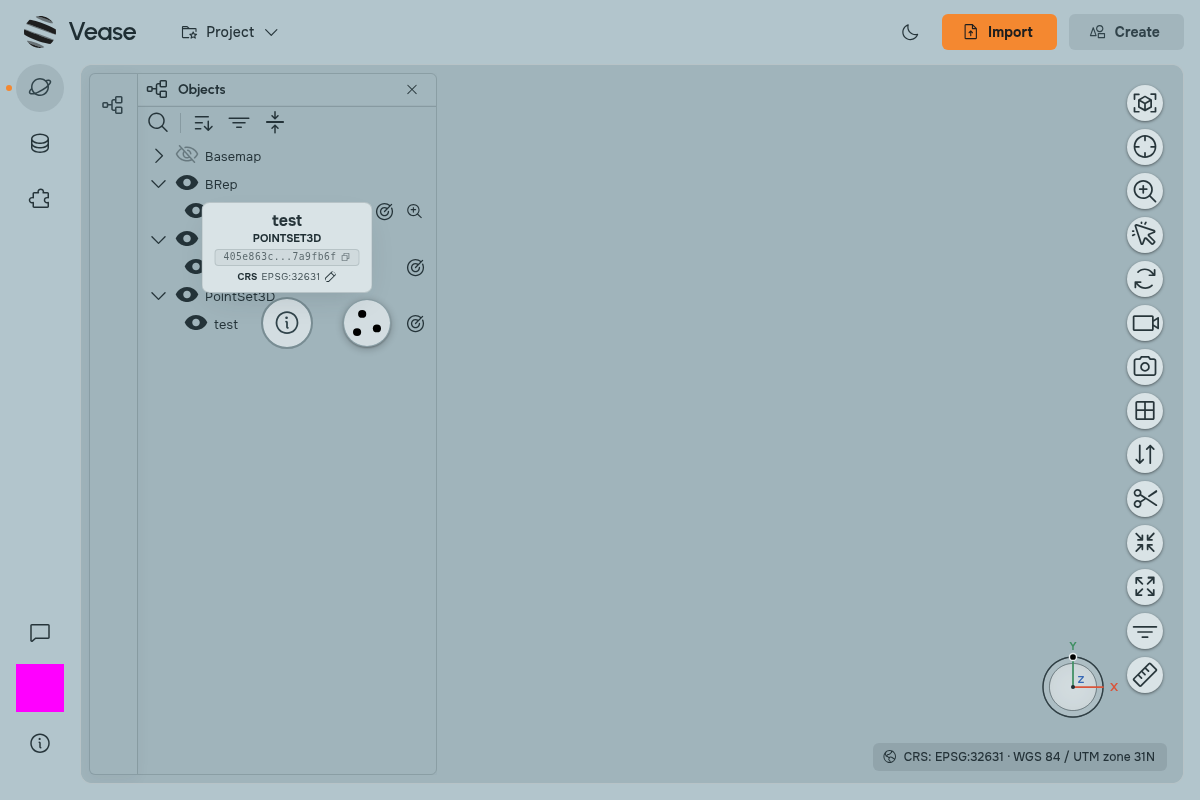 Vease
Project
Import
Create
Objects
Basemap
BRep
test
POINTSET3D
405e863c...7a9fb6f
CRS EPSG:32631
PointSet3D
test
Y
Z
X
CRS: EPSG:32631 · WGS 84 / UTM zone 31N